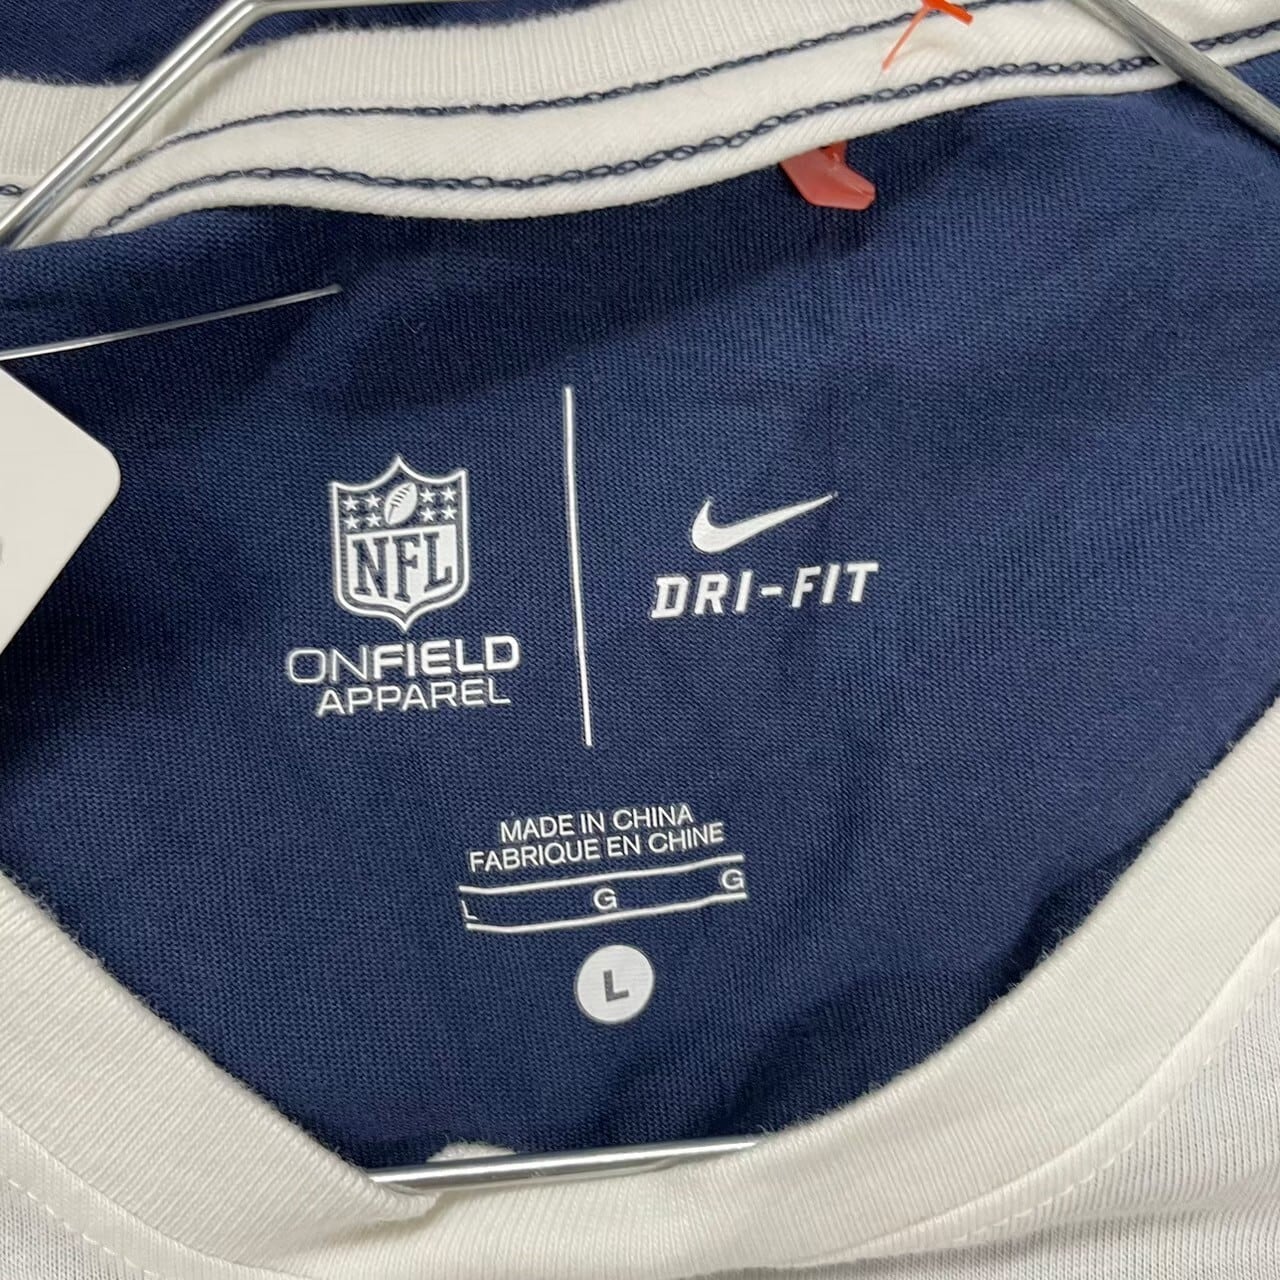 NFL
ONFIELD
APPAREL
DRI-FIT
MADE IN CHINA
FABRIQUE EN CHINE
L G G
L